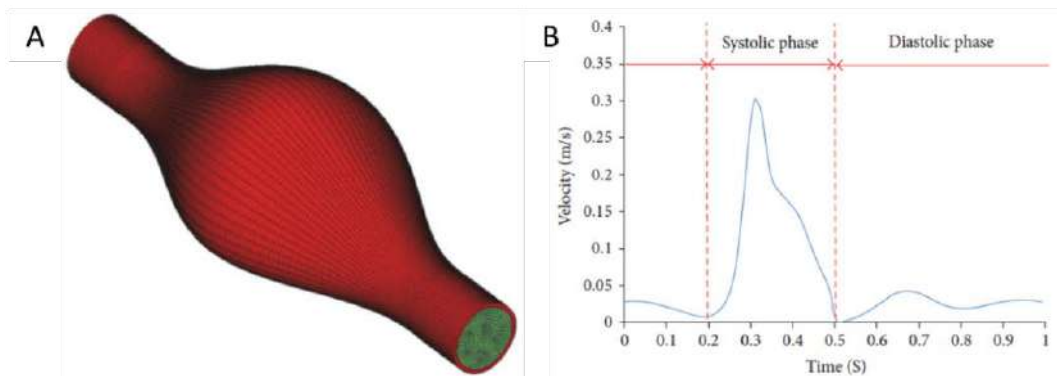 A
B
Systolic phase
Diastolic phase
Velocity (m/s)
0.4
0.35
0.3
0.25
0.2
0.15
0.1
0.05
0
0 0.1 0.2 0.3 0.4 0.5 0.6 0.7 0.8 0.9 1
Time (S)